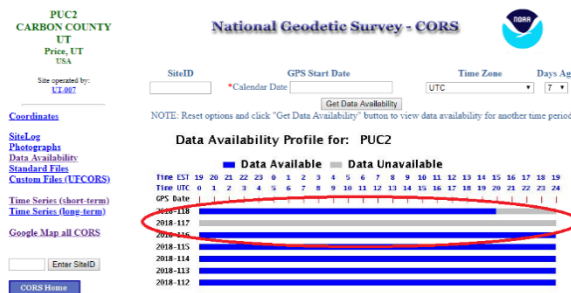 PUC2
CARBON COUNTY
UT
Price, UT
USA
Site operated by:
UT-007
Coordinates
SiteLog
Photographs
Data Availability
Standard Files
Custom Files (UFCORS)
Time Series (short-term)
Time Series (long-term)
Google Map all CORS
Enter SiteID
CORS Home
National Geodetic Survey - CORS
NOAA
SiteID GPS Start Date Time Zone Days Ag
*Calendar Date UTC 7
Get Data Availability
NOTE: Reset options and click "Get Data Availability" button to view data availability for another time period
Data Availability Profile for: PUC2
Data Available Data Unavailable
Time EST 19 20 21 22 23 0 1 2 3 4 5 6 7 8 9 10 11 12 13 14 15 16 17 18 19
Time UTC 0 1 2 3 4 5 6 7 8 9 10 11 12 13 14 15 16 17 18 19 20 21 22 23 24
GPS Date
2018-118
2018-117
2018-116
2018-115
2018-114
2018-113
2018-112